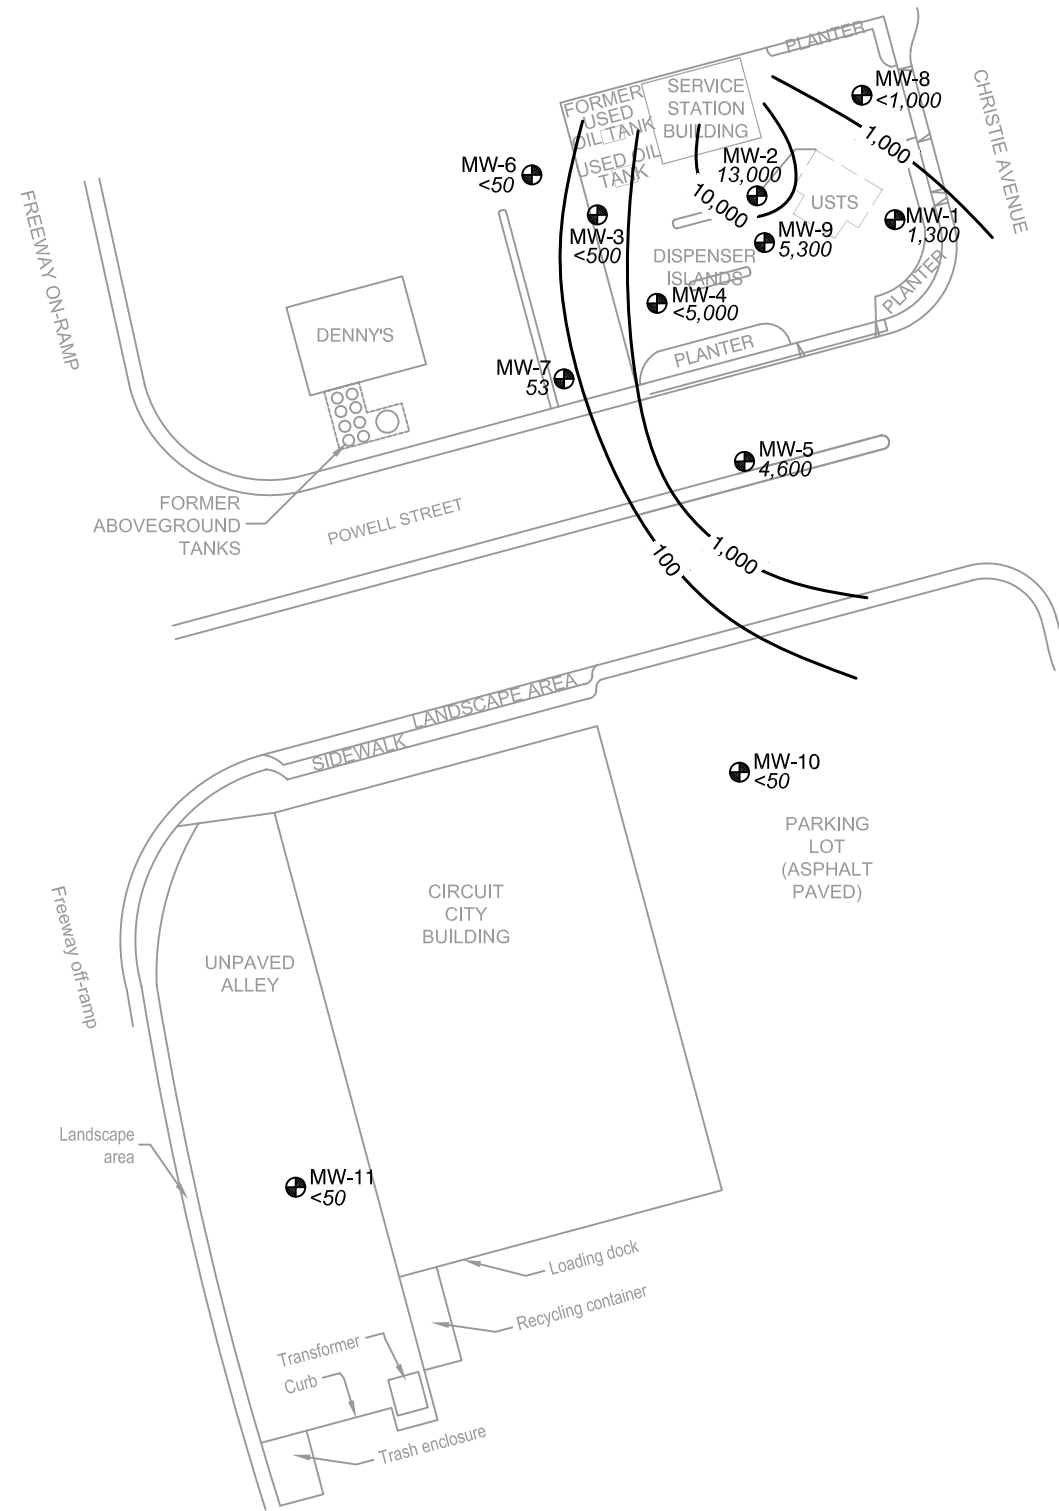 PLANTER
MW-8
<1,000
CHRISTIE AVENUE
SERVICE
STATION
BUILDING
FORMER
USED
OIL TANK
USED OIL
TANK
1,000
MW-6
<50
MW-2
13,000
10,000
USTS
MW-1
1,300
MW-3
<500
MW-9
5,300
DISPENSER
ISLANDS
PLANTER
MW-4
<5,000
FREEWAY ON-RAMP
DENNY'S
PLANTER
MW-7
53
MW-5
4,600
FORMER
ABOVEGROUND
TANKS
POWELL STREET
100
1,000
LANDSCAPE AREA
SIDEWALK
MW-10
<50
PARKING
LOT
(ASPHALT
PAVED)
CIRCUIT
CITY
BUILDING
Freeway off-ramp
UNPAVED
ALLEY
Landscape
area
MW-11
<50
Loading dock
Recycling container
Transformer
Curb
Trash enclosure